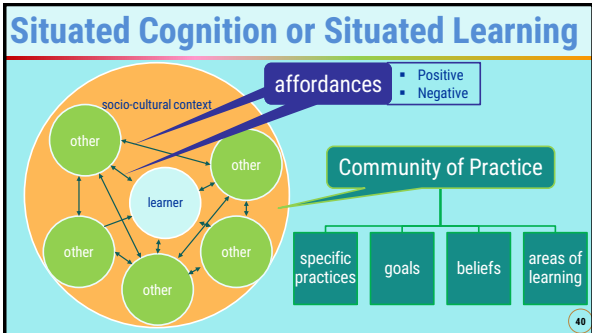 Situated Cognition or Situated Learning
affordances
▪ Positive
▪ Negative
socio-cultural context
other
other
learner
other
other
other
Community of Practice
specific
practices
goals
beliefs
areas of
learning
40